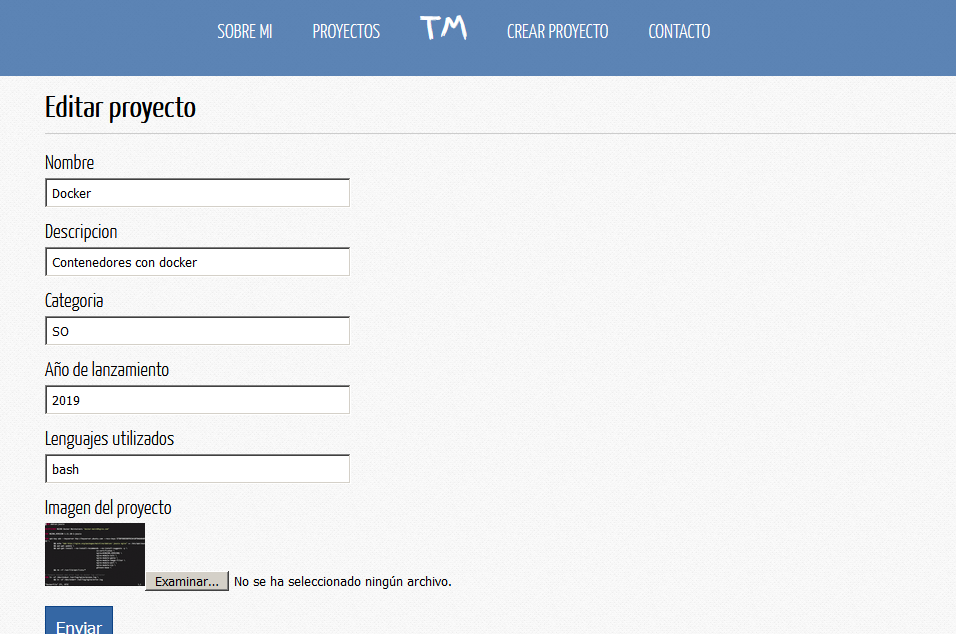 SOBRE MI PROYECTOS TM CREAR PROYECTO CONTACTO
Editar proyecto
Nombre
Docker
Descripcion
Contenedores con docker
Categoria
SO
Año de lanzamiento
2019
Lenguajes utilizados
bash
Imagen del proyecto
Examinar... No se ha seleccionado ningún archivo.
Enviar